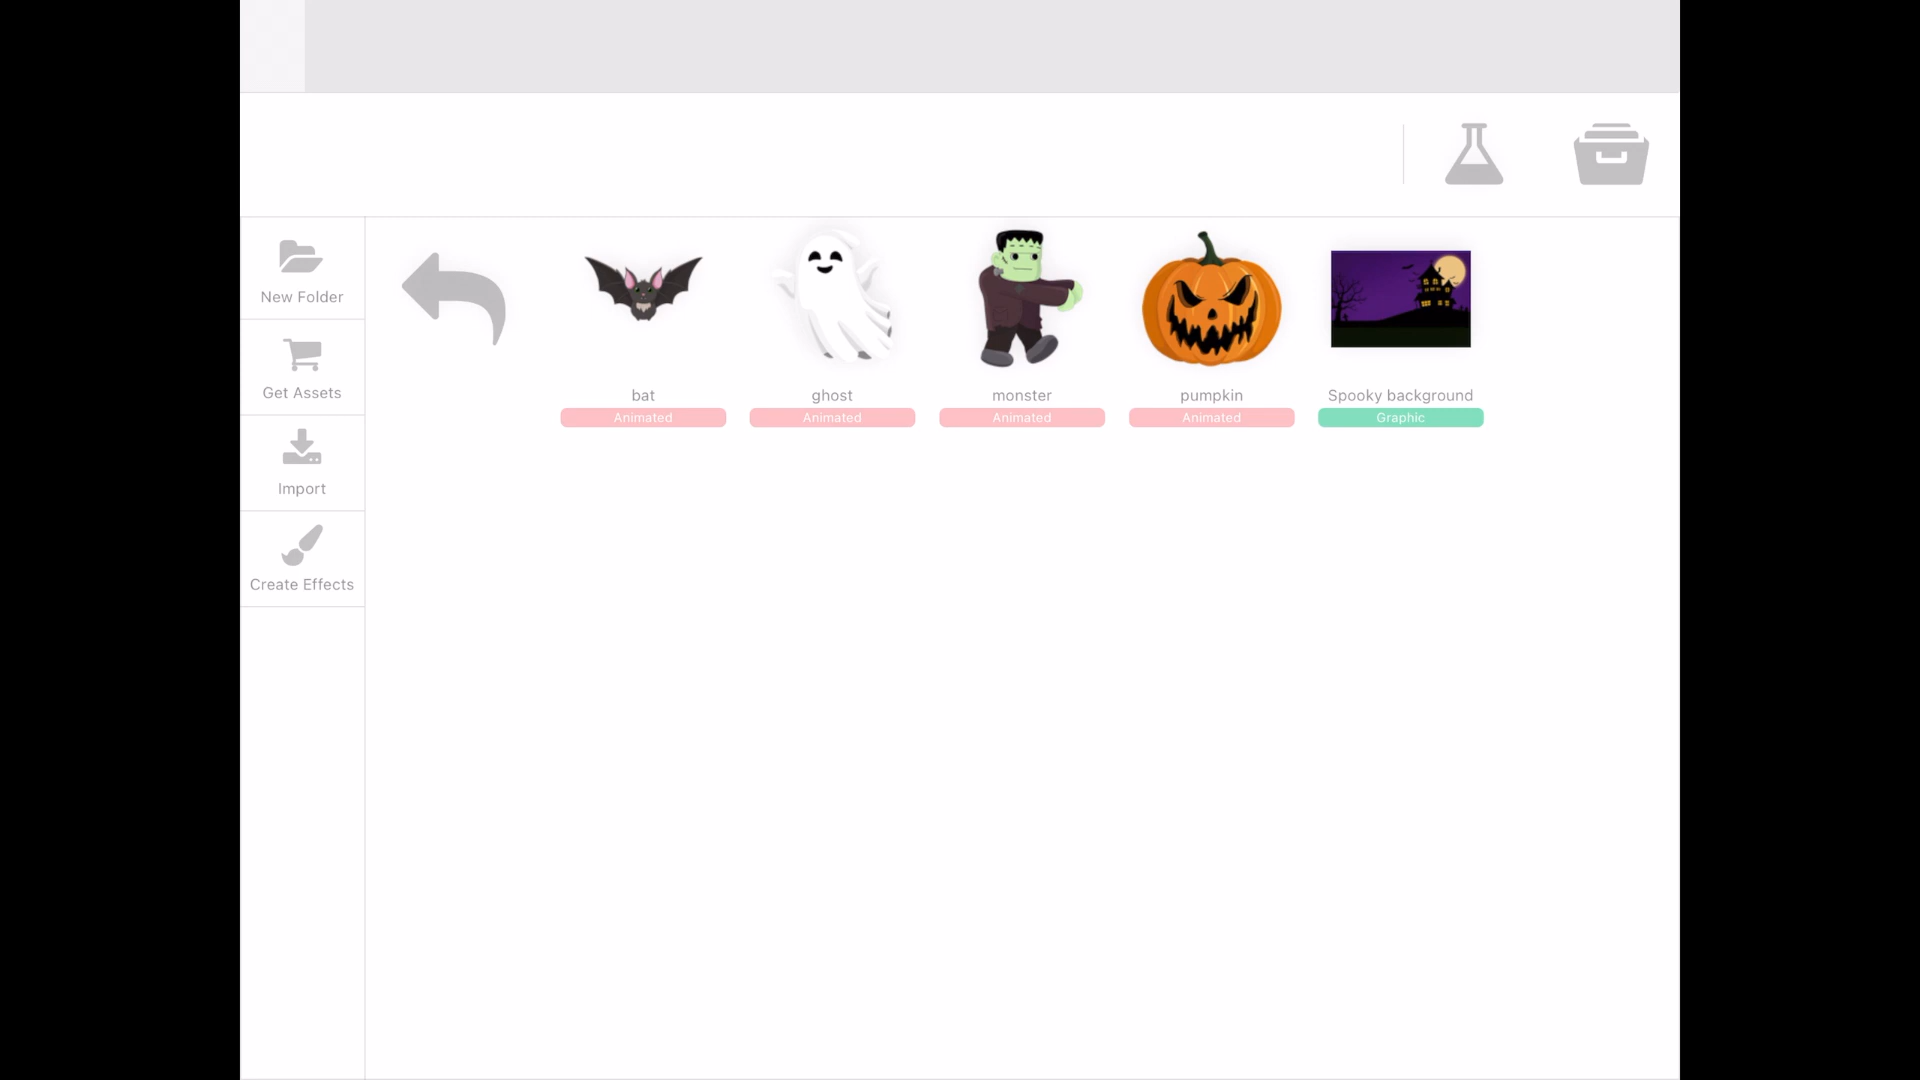 New Folder
Get Assets
Import
Create Effects
bat
Animated
ghost
Animated
monster
Animated
pumpkin
Animated
Spooky background
Graphic